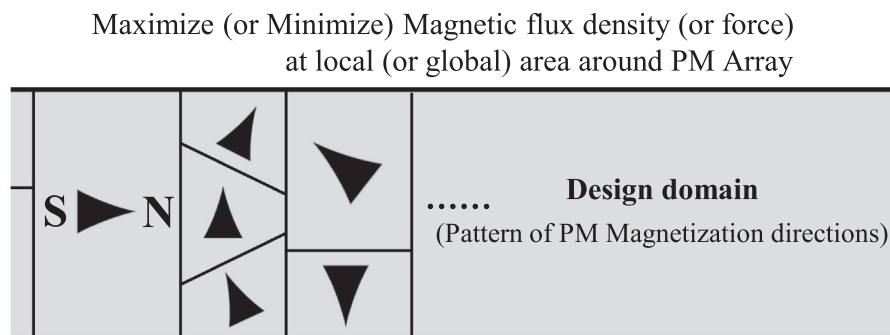 Maximize (or Minimize) Magnetic flux density (or force)
at local (or global) area around PM Array
S N
...... Design domain
(Pattern of PM Magnetization directions)